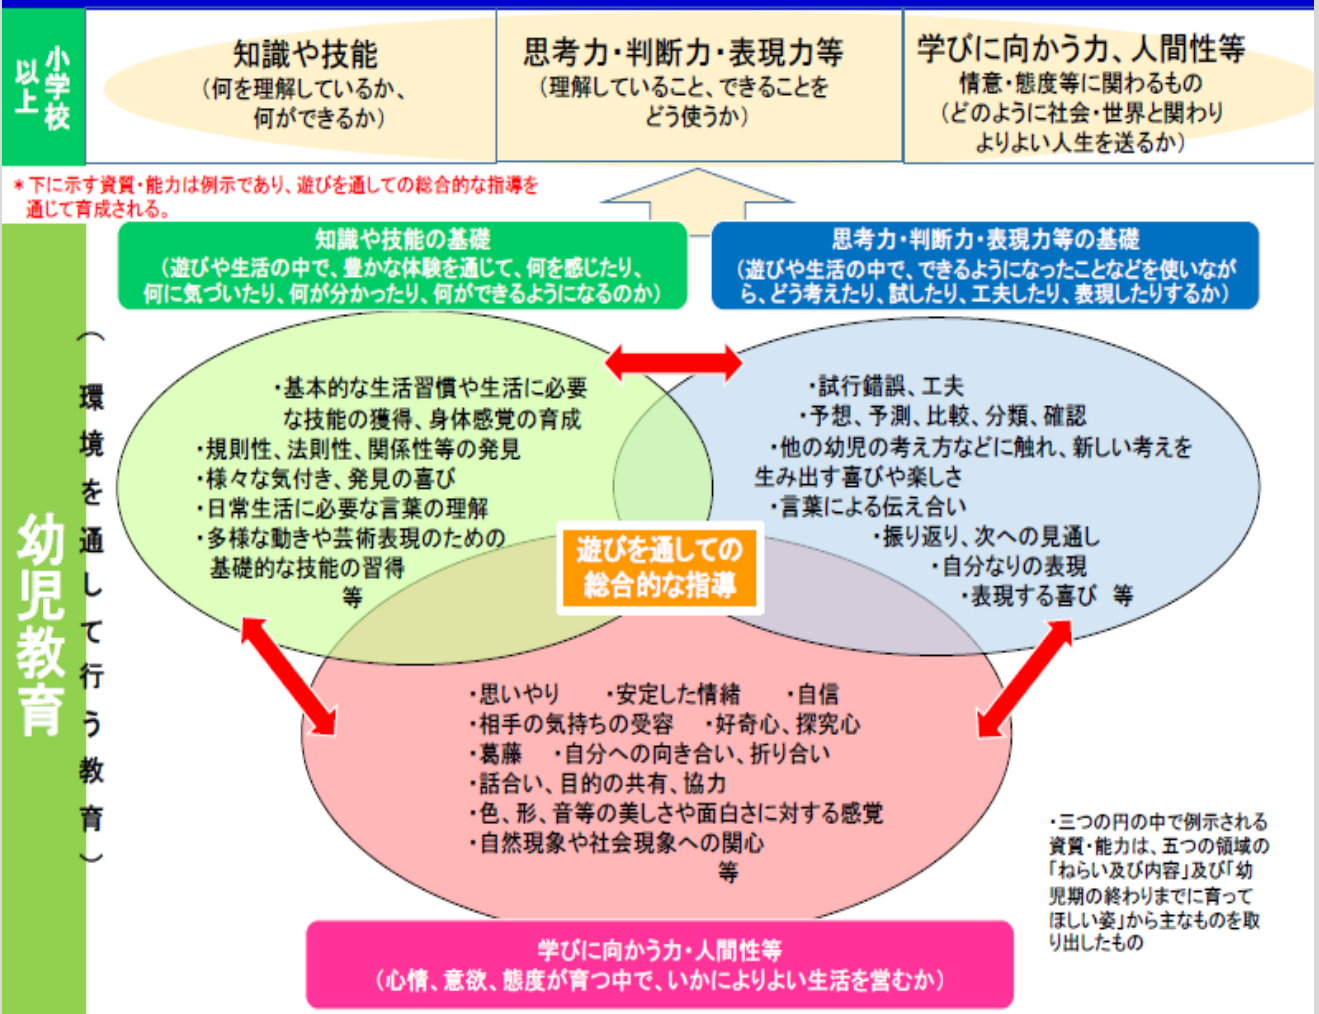 小学校
以上
知識や技能
（何を理解しているか、
何ができるか）
思考力・判断力・表現力等
（理解していること、できることを
どう使うか）
学びに向かう力、人間性等
情意・態度等に関わるもの
（どのように社会・世界と関わり
よりよい人生を送るか）
＊下に示す資質・能力は例示であり、遊びを通しての総合的な指導を
通じて育成される。
幼児教育
（環境を通して行う教育）
知識や技能の基礎
（遊びや生活の中で、豊かな体験を通じて、何を感じたり、
何に気づいたり、何が分かったり、何ができるようになるのか）
思考力・判断力・表現力等の基礎
（遊びや生活の中で、できるようになったことなどを使いなが
ら、どう考えたり、試したり、工夫したり、表現したりするか）
・基本的な生活習慣や生活に必要
な技能の獲得、身体感覚の育成
・規則性、法則性、関係性等の発見
・様々な気付き、発見の喜び
・日常生活に必要な言葉の理解
・多様な動きや芸術表現のための
基礎的な技能の習得
等
・試行錯誤、工夫
・予想、予測、比較、分類、確認
・他の幼児の考え方などに触れ、新しい考えを
生み出す喜びや楽しさ
・言葉による伝え合い
・振り返り、次への見通し
・自分なりの表現
・表現する喜び 等
遊びを通しての
総合的な指導
・思いやり ・安定した情緒 ・自信
・相手の気持ちの受容 ・好奇心、探究心
・葛藤 ・自分への向き合い、折り合い
・話合い、目的の共有、協力
・色、形、音等の美しさや面白さに対する感覚
・自然現象や社会現象への関心
等
・三つの円の中で例示される
資質・能力は、五つの領域の
「ねらい及び内容」及び「幼
児期の終わりまでに育って
ほしい姿」から主なものを取
り出したもの
学びに向かう力・人間性等
（心情、意欲、態度が育つ中で、いかによりよい生活を営むか）